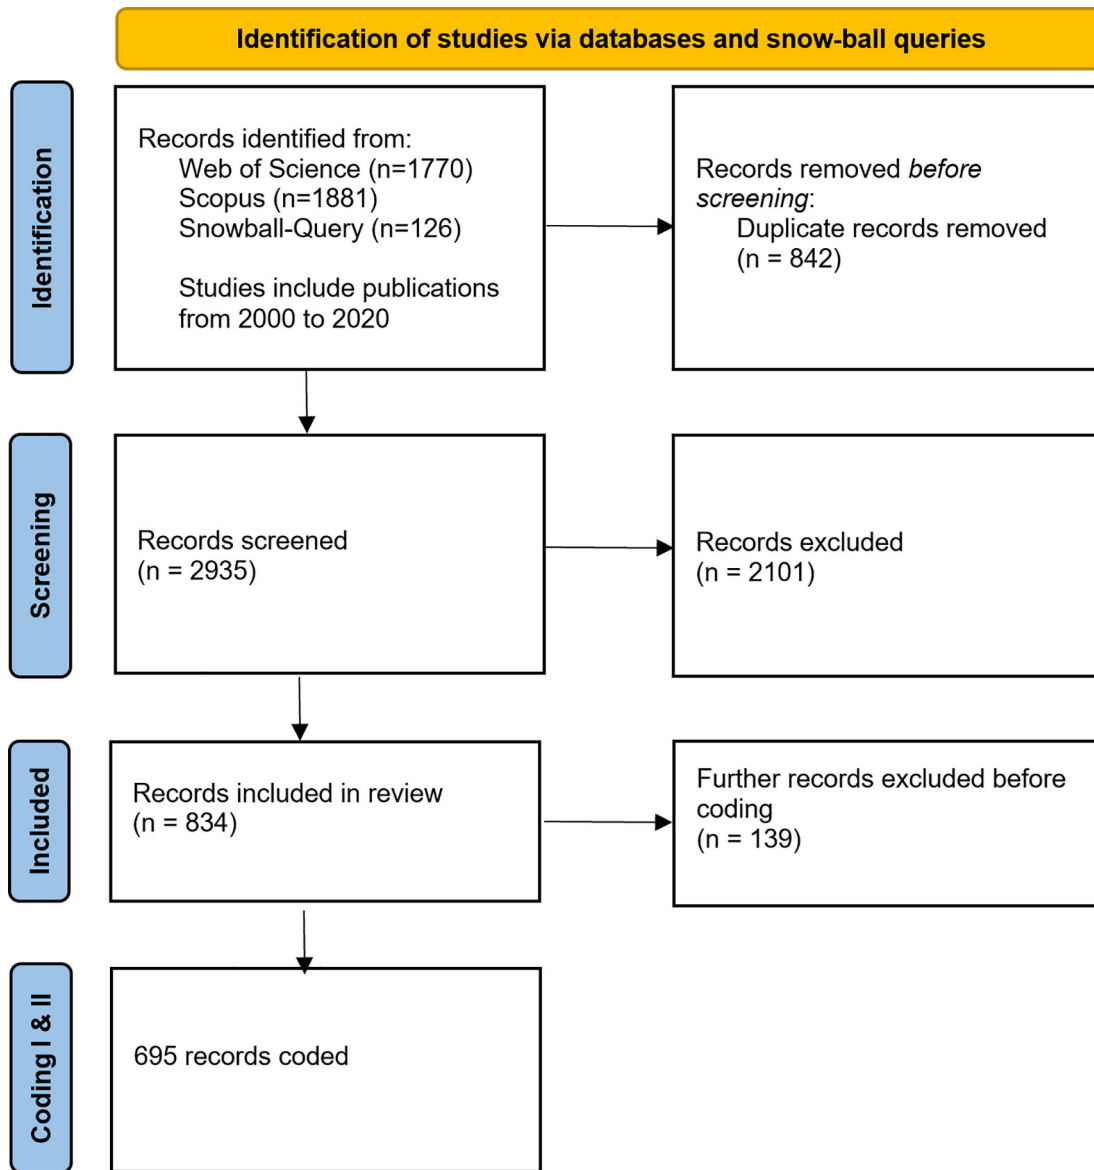 Identification of studies via databases and snow-ball queries
Identification
Records identified from:
Web of Science (n=1770)
Scopus (n=1881)
Snowball-Query (n=126)
Studies include publications
from 2000 to 2020
Records removed before
screening:
Duplicate records removed
(n = 842)
Screening
Records screened
(n = 2935)
Records excluded
(n = 2101)
Included
Records included in review
(n = 834)
Further records excluded before
coding
(n = 139)
Coding I & II
695 records coded